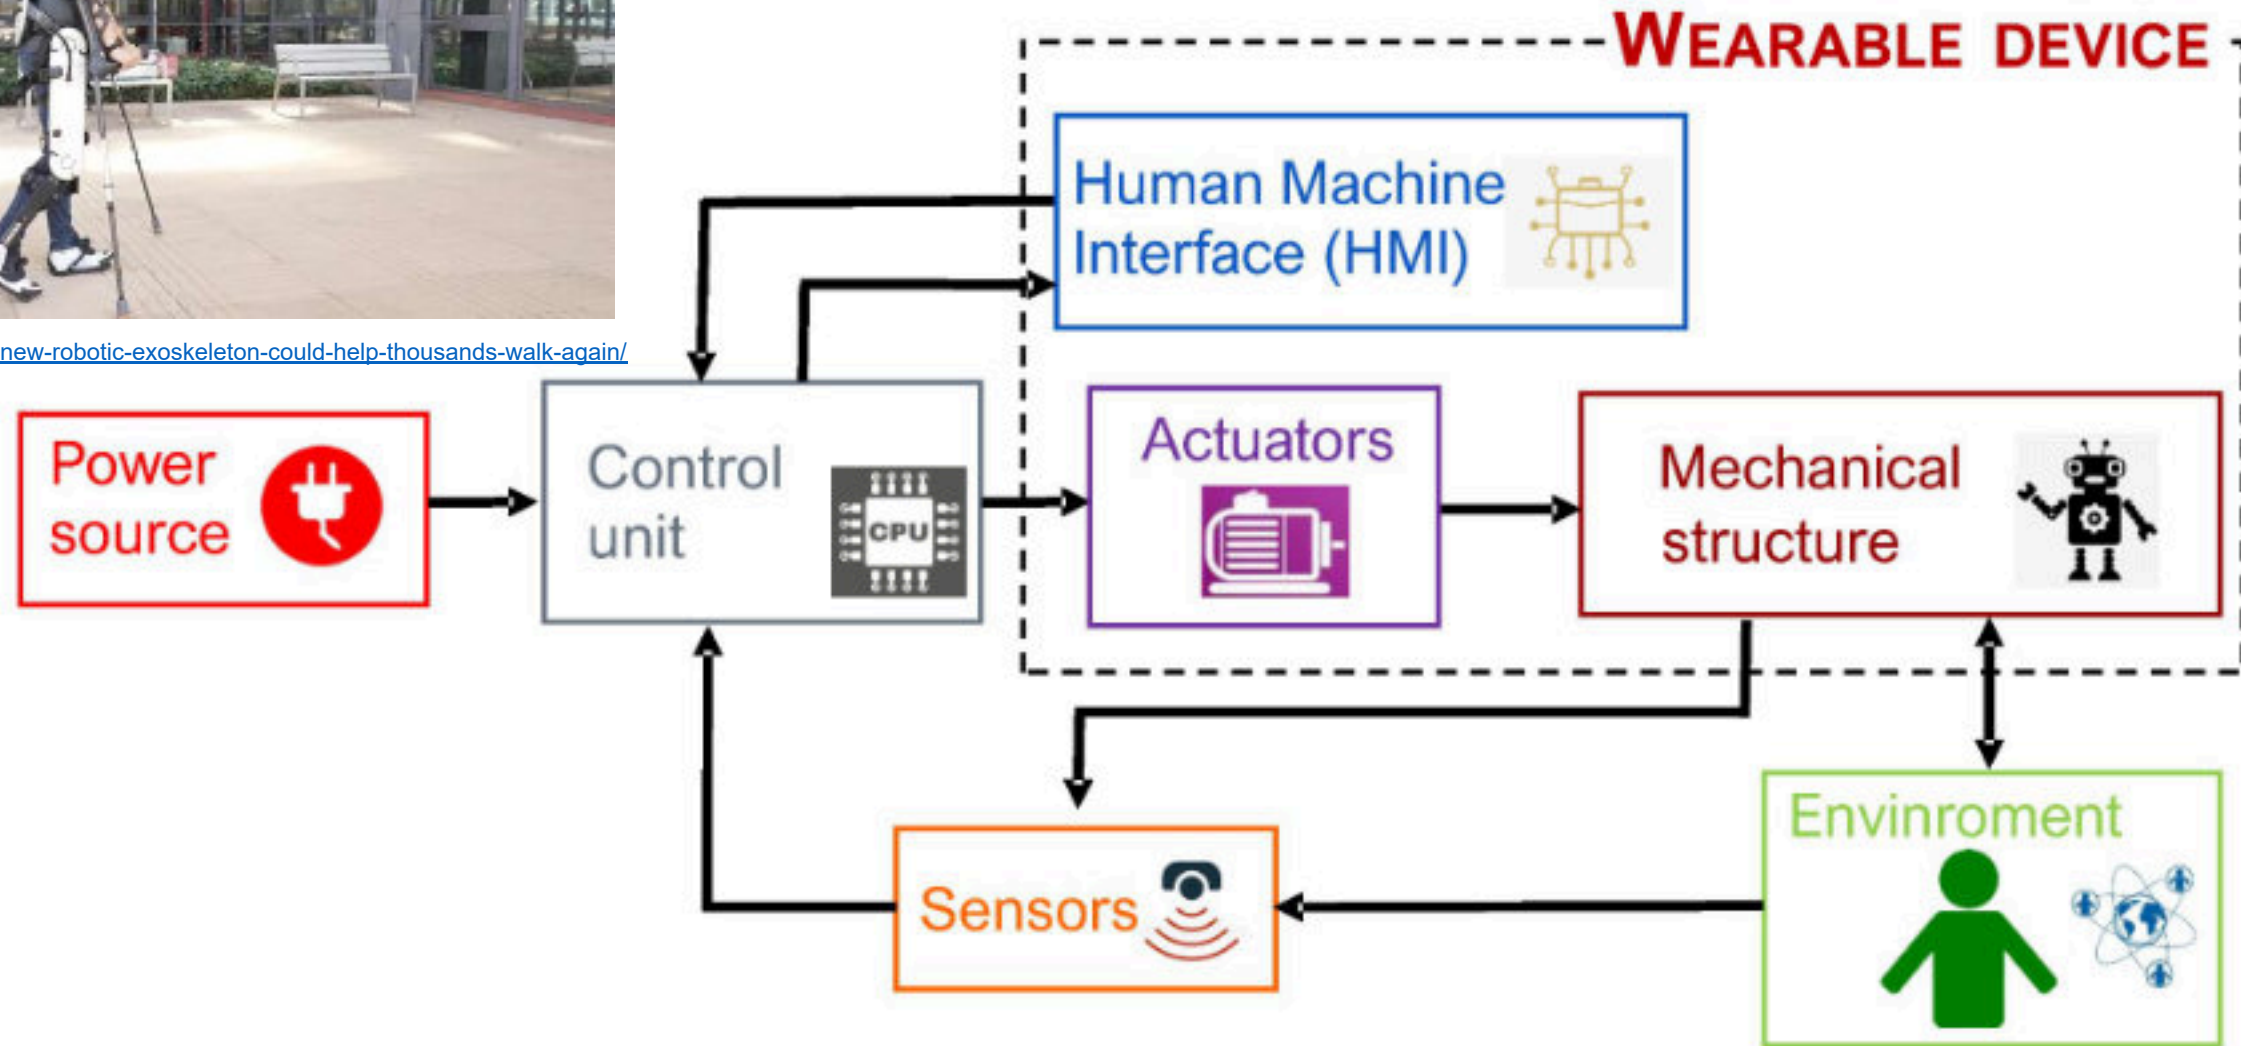 WEARABLE DEVICE
Human Machine
Interface (HMI)
new-robotic-exoskeleton-could-help-thousands-walk-again/
Power
source
Control
unit
CPU
Actuators
Mechanical
structure
Sensors
Envinroment